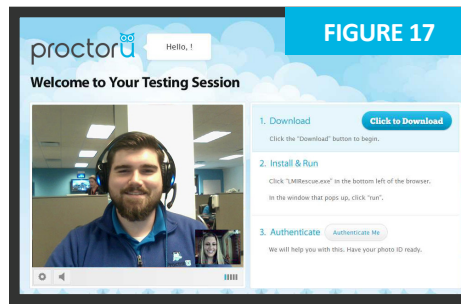 FIGURE 17
proctorü
Hello, !
Welcome to Your Testing Session
1. Download
Click to Download
Click the "Download" button to begin.
2. Install & Run
Click "LMIRescue.exe" in the bottom left of the browser.
In the window that pops up, click "run".
3. Authenticate
Authenticate Me
We will help you with this. Have your photo ID ready.